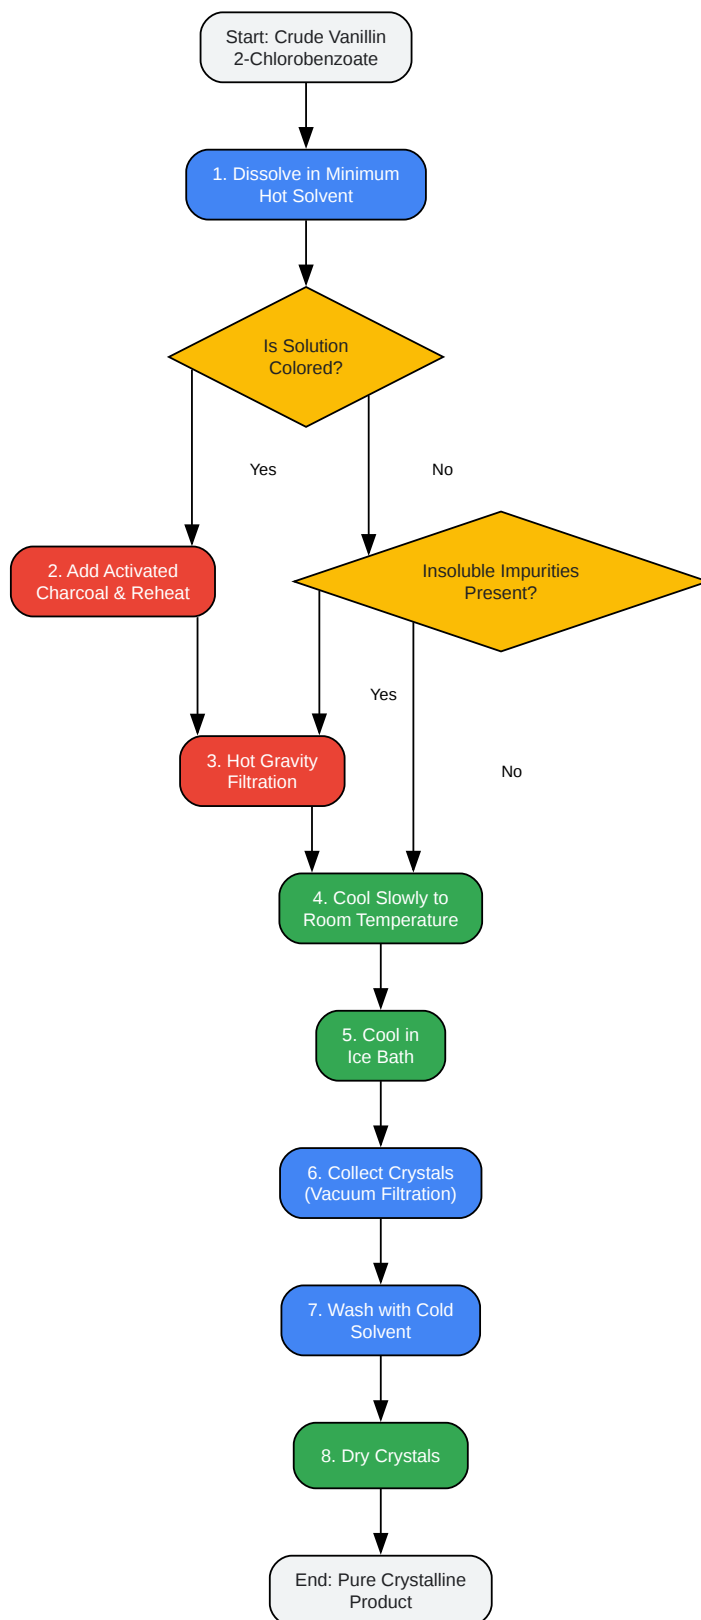 Start: Crude Vanillin
2-Chlorobenzoate
1. Dissolve in Minimum
Hot Solvent
Is Solution
Colored?
Yes
No
2. Add Activated
Charcoal & Reheat
Insoluble Impurities
Present?
Yes
3. Hot Gravity
Filtration
No
4. Cool Slowly to
Room Temperature
5. Cool in
Ice Bath
6. Collect Crystals
(Vacuum Filtration)
7. Wash with Cold
Solvent
8. Dry Crystals
End: Pure Crystalline
Product